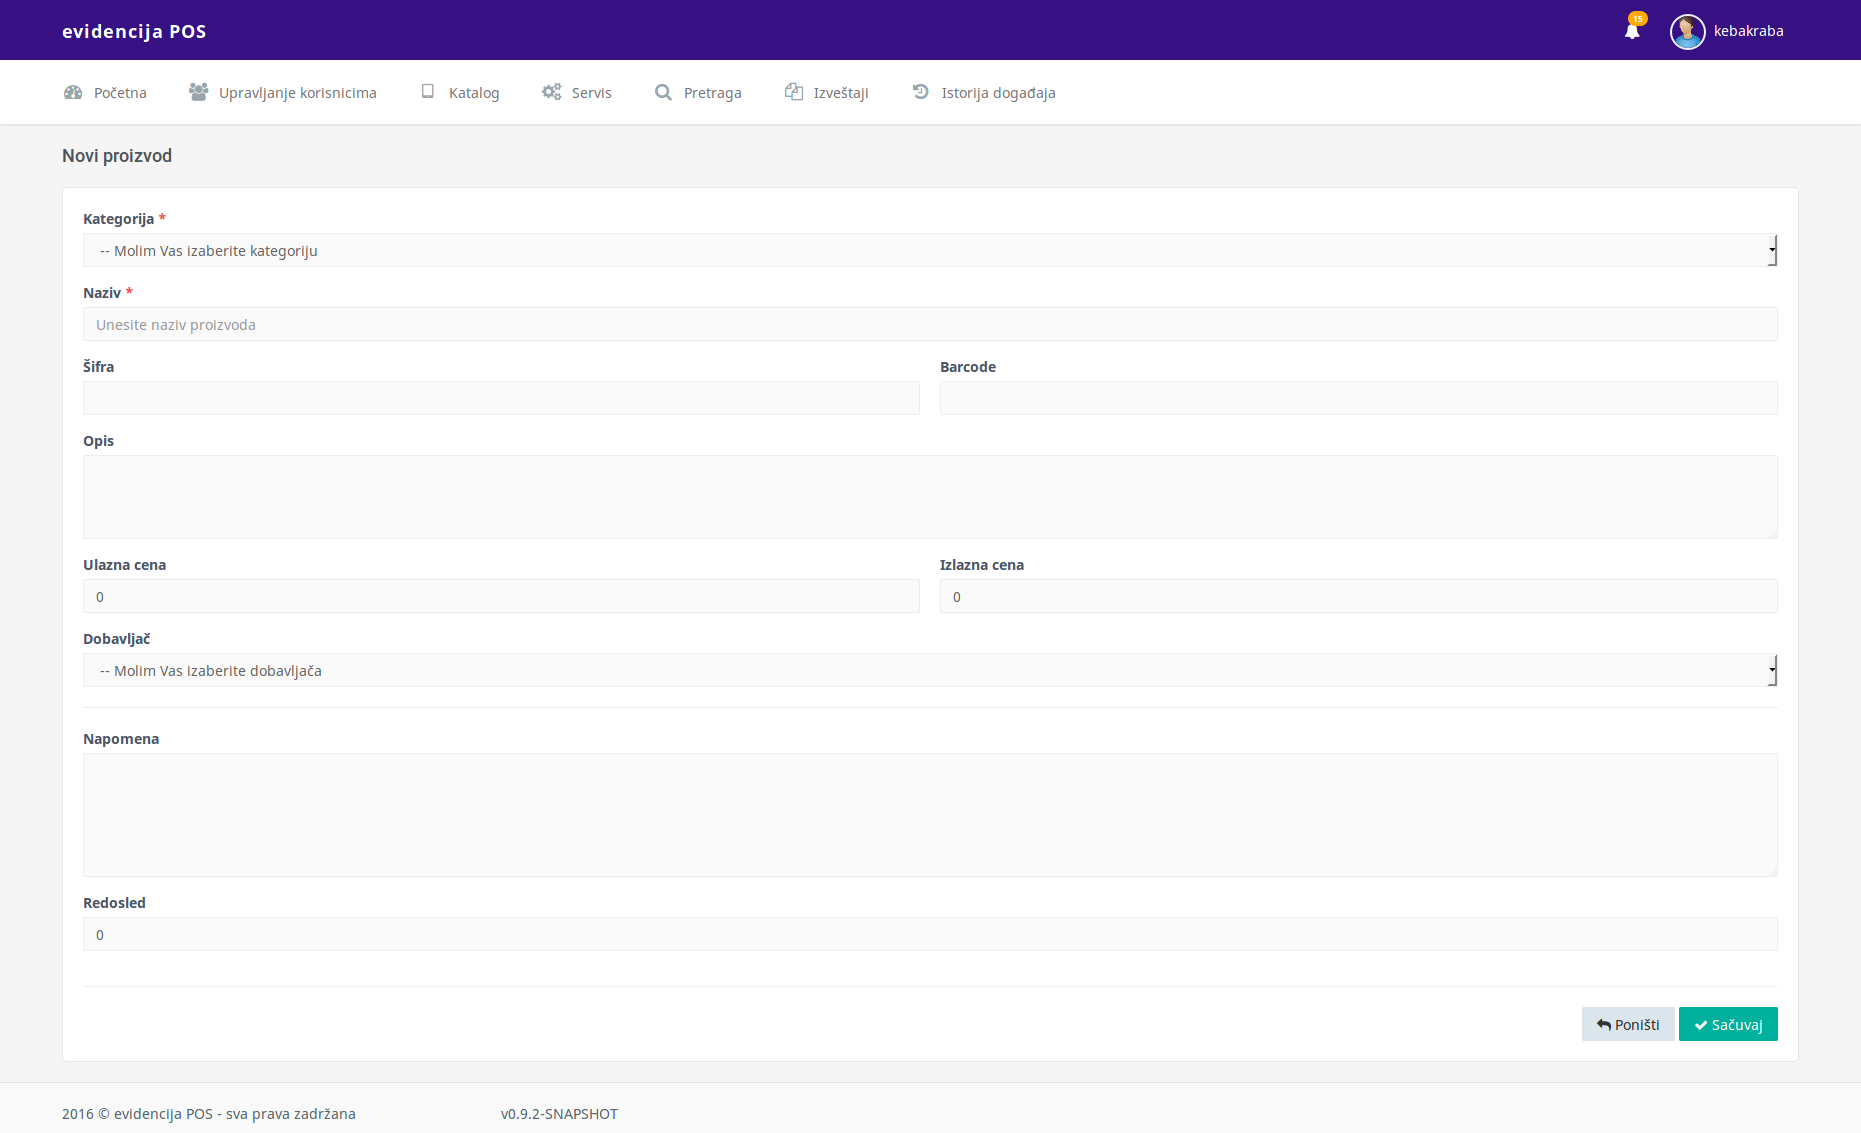 evidencija POS
15
kebakraba
Početna Upravljanje korisnicima Katalog Servis Pretraga Izveštaji Istorija događaja
Novi proizvod
Kategorija *
-- Molim Vas izaberite kategoriju
Naziv *
Unesite naziv proizvoda
Šifra Barcode
Opis
Ulazna cena Izlazna cena
0 0
Dobavljač
-- Molim Vas izaberite dobavljača
Napomena
Redosled
0
Poništi Sačuvaj
2016 © evidencija POS - sva prava zadržana v0.9.2-SNAPSHOT